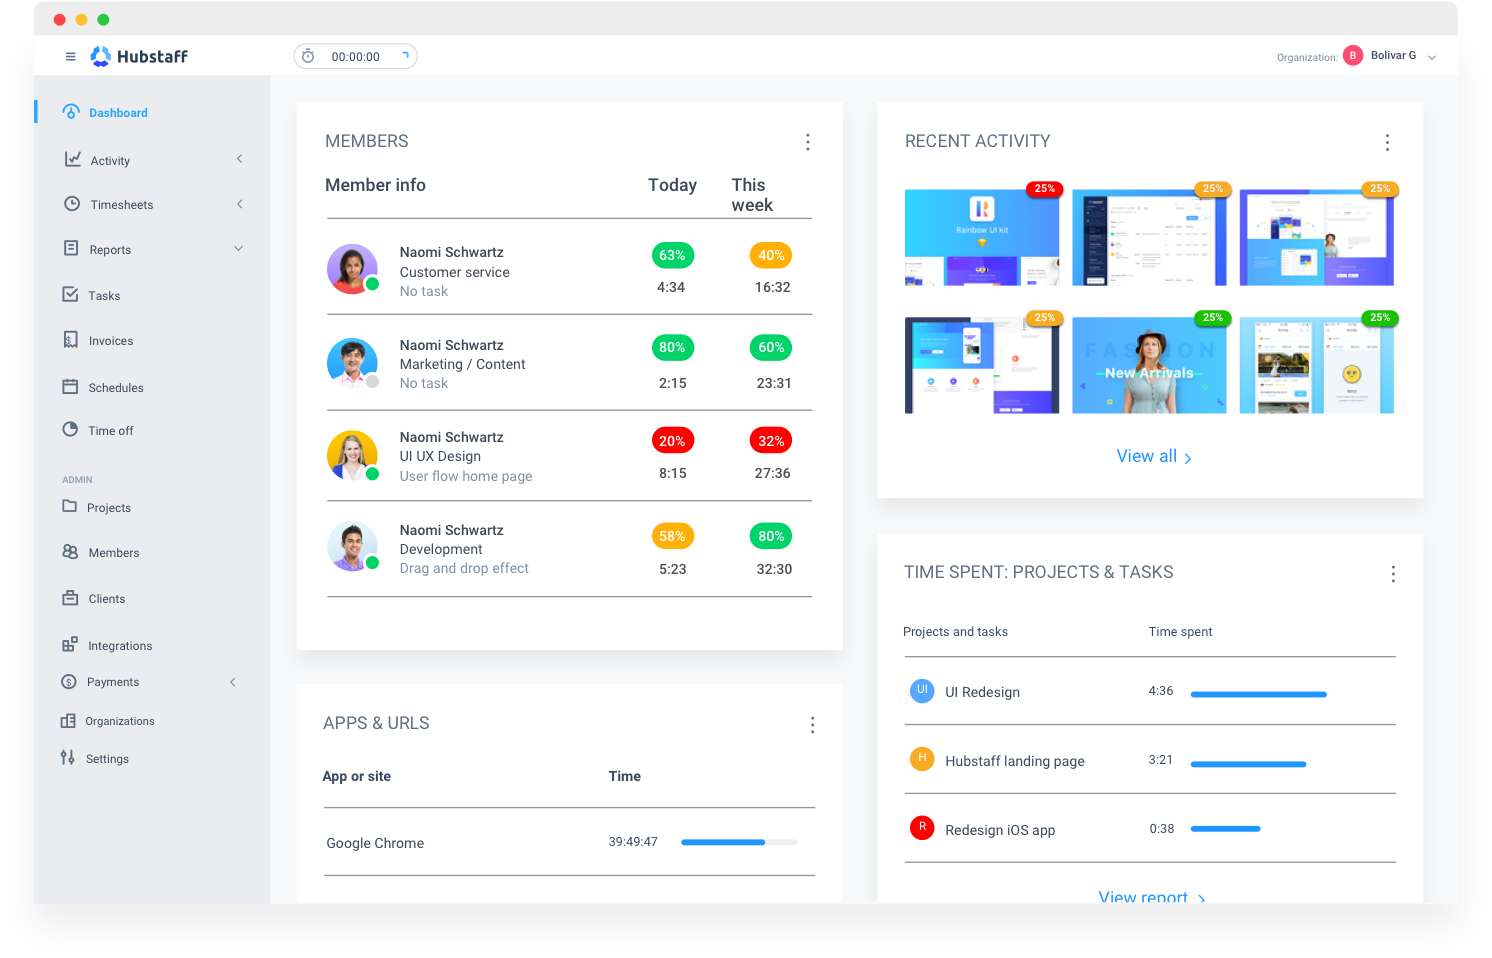 Hubstaff
00:00:00
Organization: B Bolivar G
Dashboard
Activity
Timesheets
Reports
Tasks
Invoices
Schedules
Time off
ADMIN
Projects
Members
Clients
Integrations
Payments
Organizations
Settings
MEMBERS
Member info Today This
week
Naomi Schwartz
Customer service
No task
63% 40%
4:34 16:32
Naomi Schwartz
Marketing / Content
No task
80% 60%
2:15 23:31
Naomi Schwartz
UI UX Design
User flow home page
20% 32%
8:15 27:36
Naomi Schwartz
Development
Drag and drop effect
58% 80%
5:23 32:30
APPS & URLS
App or site Time
Google Chrome 39:49:47
RECENT ACTIVITY
25% 25% 25%
Rainbow UI kit
25% 25% 25%
FASHION
New Arrivals
View all
TIME SPENT: PROJECTS & TASKS
Projects and tasks Time spent
UI UI Redesign 4:36
H Hubstaff landing page 3:21
R Redesign iOS app 0:38
View report